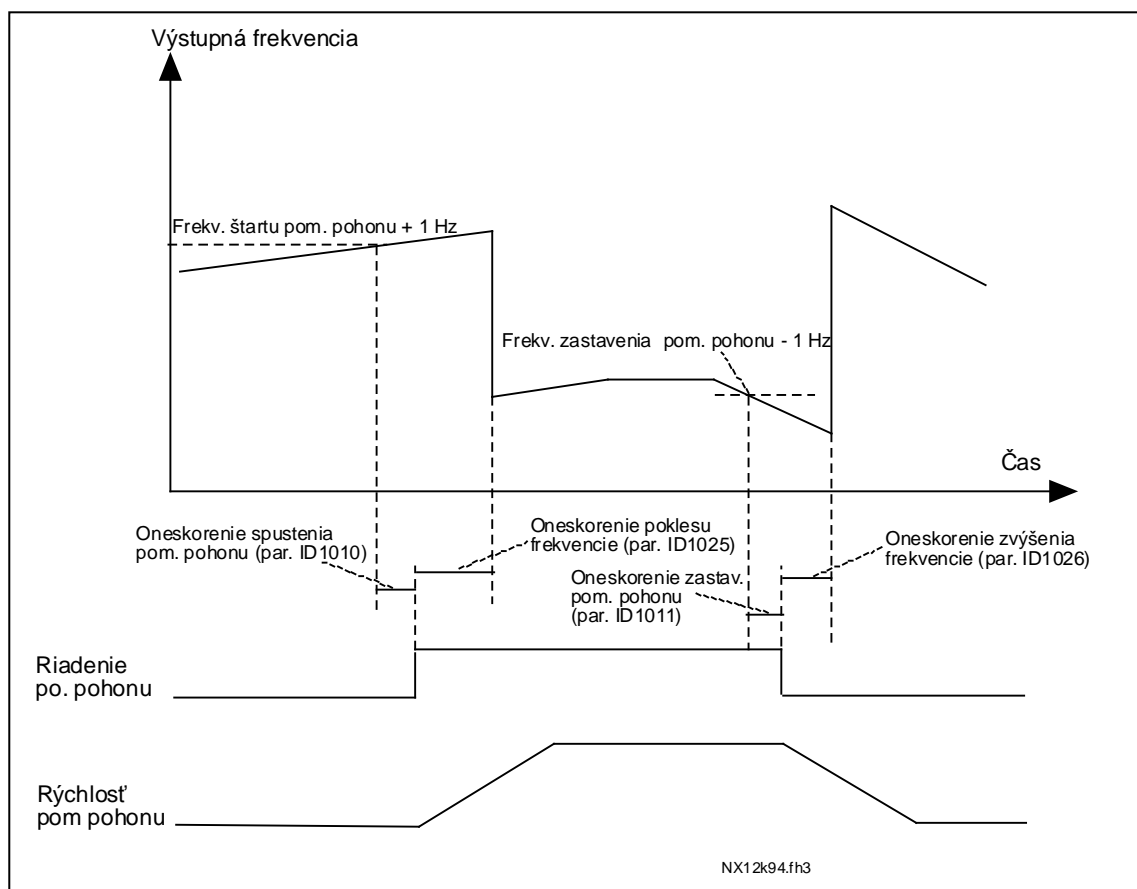 Výstupná frekvencia
Frekv. štartu pom. pohonu + 1 Hz
Frekv. zastavenia pom. pohonu - 1 Hz
Čas
Oneskorenie spustenia
pom. pohonu (par. ID1010)
Oneskorenie poklesu
frekvencie (par. ID1025)
Oneskorenie zastav.
pom. pohonu
(par. ID1011)
Oneskorenie zvýšenia
frekvencie (par. ID1026)
Riadenie
po. pohonu
Rýchlosť
pom pohonu
NX12k94.fh3